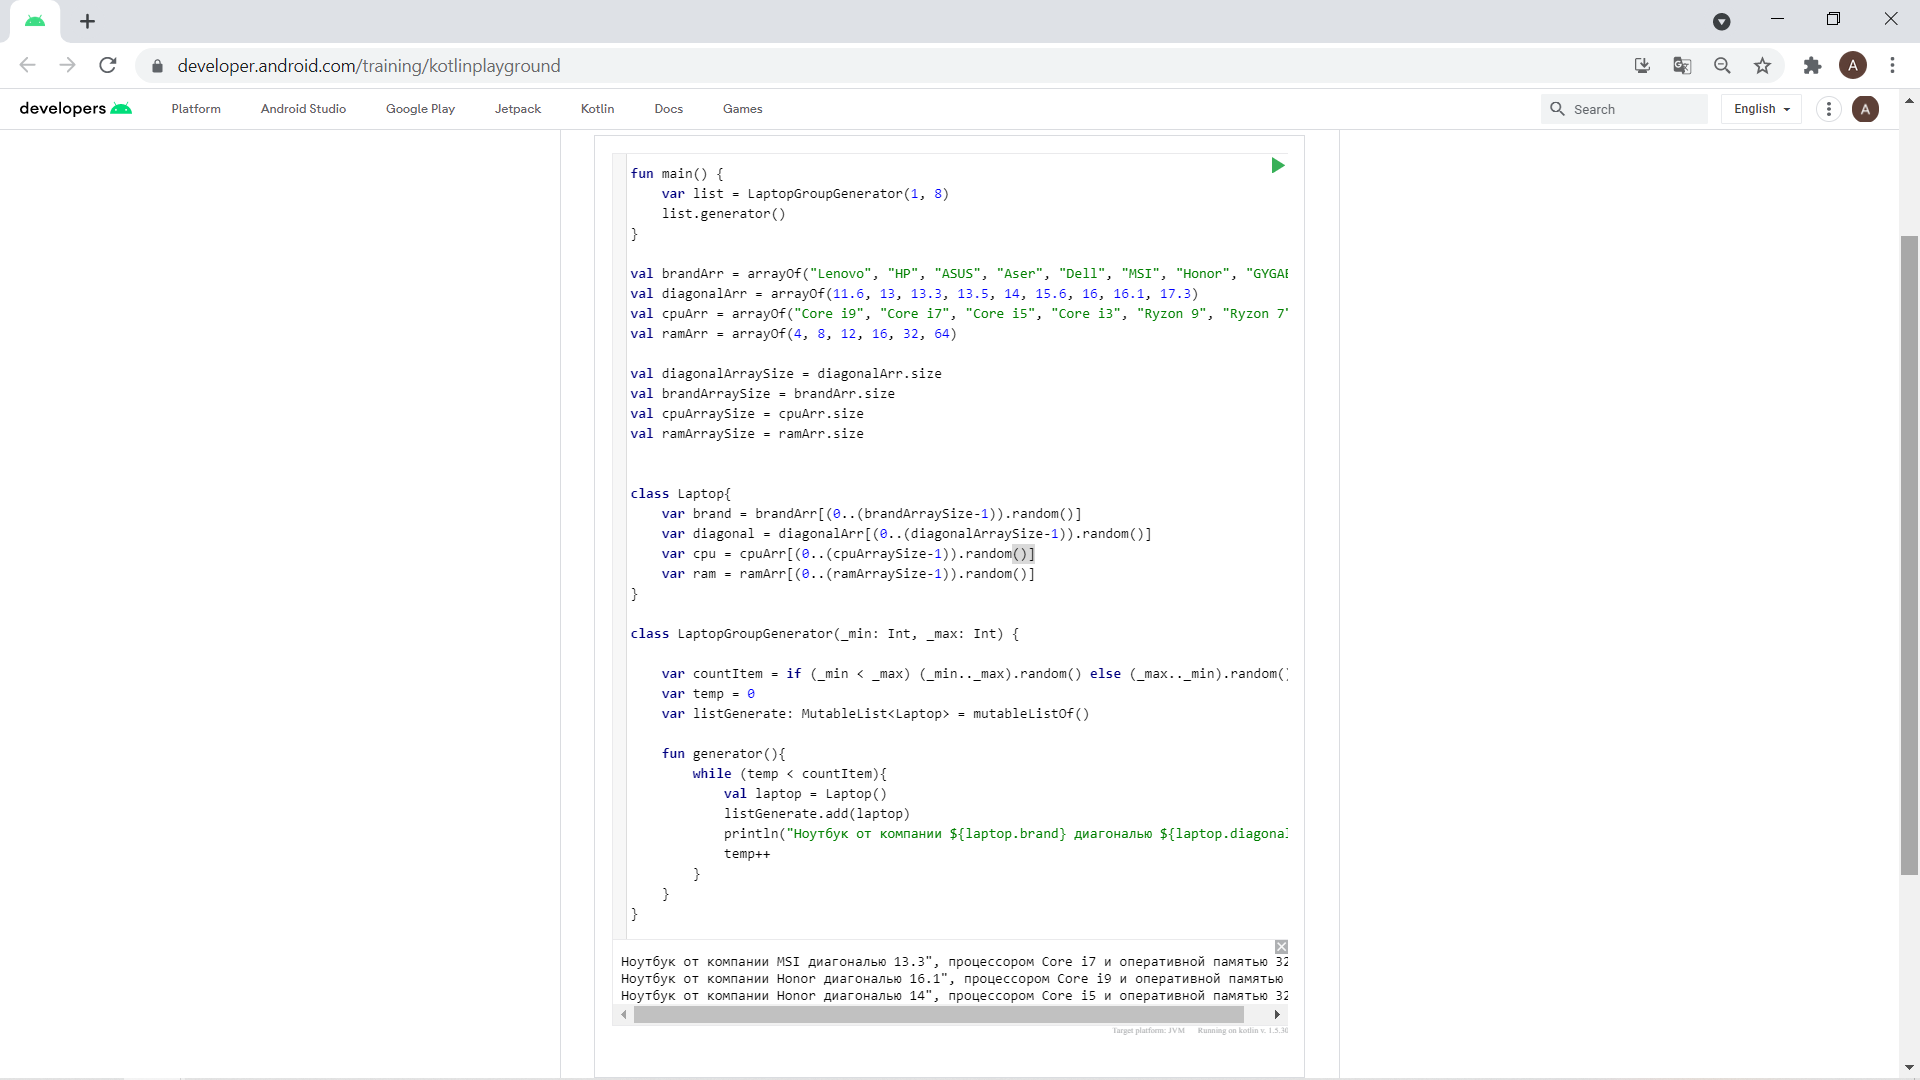 developer.android.com/training/kotlinplayground
A
developers Platform Android Studio Google Play Jetpack Kotlin Docs Games Search English A
fun main() {
var list = LaptopGroupGenerator(1, 8)
list.generator()
}
val brandArr = arrayOf("Lenovo", "HP", "ASUS", "Aser", "Dell", "MSI", "Honor", "GYGAE
val diagonalArr = arrayOf(11.6, 13, 13.3, 13.5, 14, 15.6, 16, 16.1, 17.3)
val cpuArr = arrayOf("Core i9", "Core i7", "Core i5", "Core i3", "Ryzon 9", "Ryzon 7"
val ramArr = arrayOf(4, 8, 12, 16, 32, 64)
val diagonalArraySize = diagonalArr.size
val brandArraySize = brandArr.size
val cpuArraySize = cpuArr.size
val ramArraySize = ramArr.size
class Laptop{
var brand = brandArr[(0..(brandArraySize-1)).random()]
var diagonal = diagonalArr[(0..(diagonalArraySize-1)).random()]
var cpu = cpuArr[(0..(cpuArraySize-1)).random()]
var ram = ramArr[(0..(ramArraySize-1)).random()]
}
class LaptopGroupGenerator(_min: Int, _max: Int) {
var countItem = if (_min < _max) (_min.._max).random() else (_max.._min).random()
var temp = 0
var listGenerate: MutableList<Laptop> = mutableListOf()
fun generator(){
while (temp < countItem){
val laptop = Laptop()
listGenerate.add(laptop)
println("Ноутбук от компании ${laptop.brand} диагональю ${laptop.diagonal
temp++
}
}
}
Ноутбук от компании MSI диагональю 13.3", процессором Core i7 и оперативной памятью 32
Ноутбук от компании Honor диагональю 16.1", процессором Core i9 и оперативной памятью
Ноутбук от компании Honor диагональю 14", процессором Core i5 и оперативной памятью 32
Target platform: JVM Running on kotlin v. 1.5.30